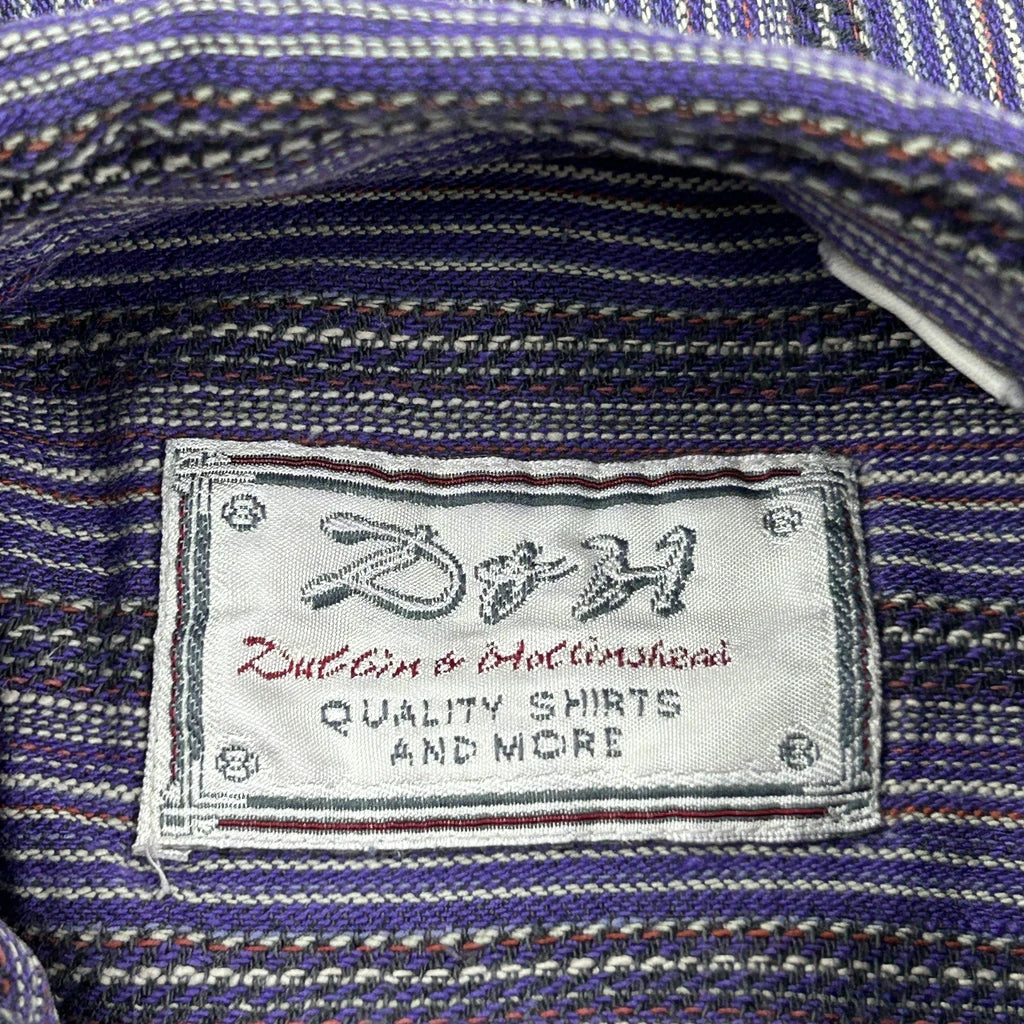 D & H
Dublin & Hollinshead
QUALITY SHIRTS
AND MORE